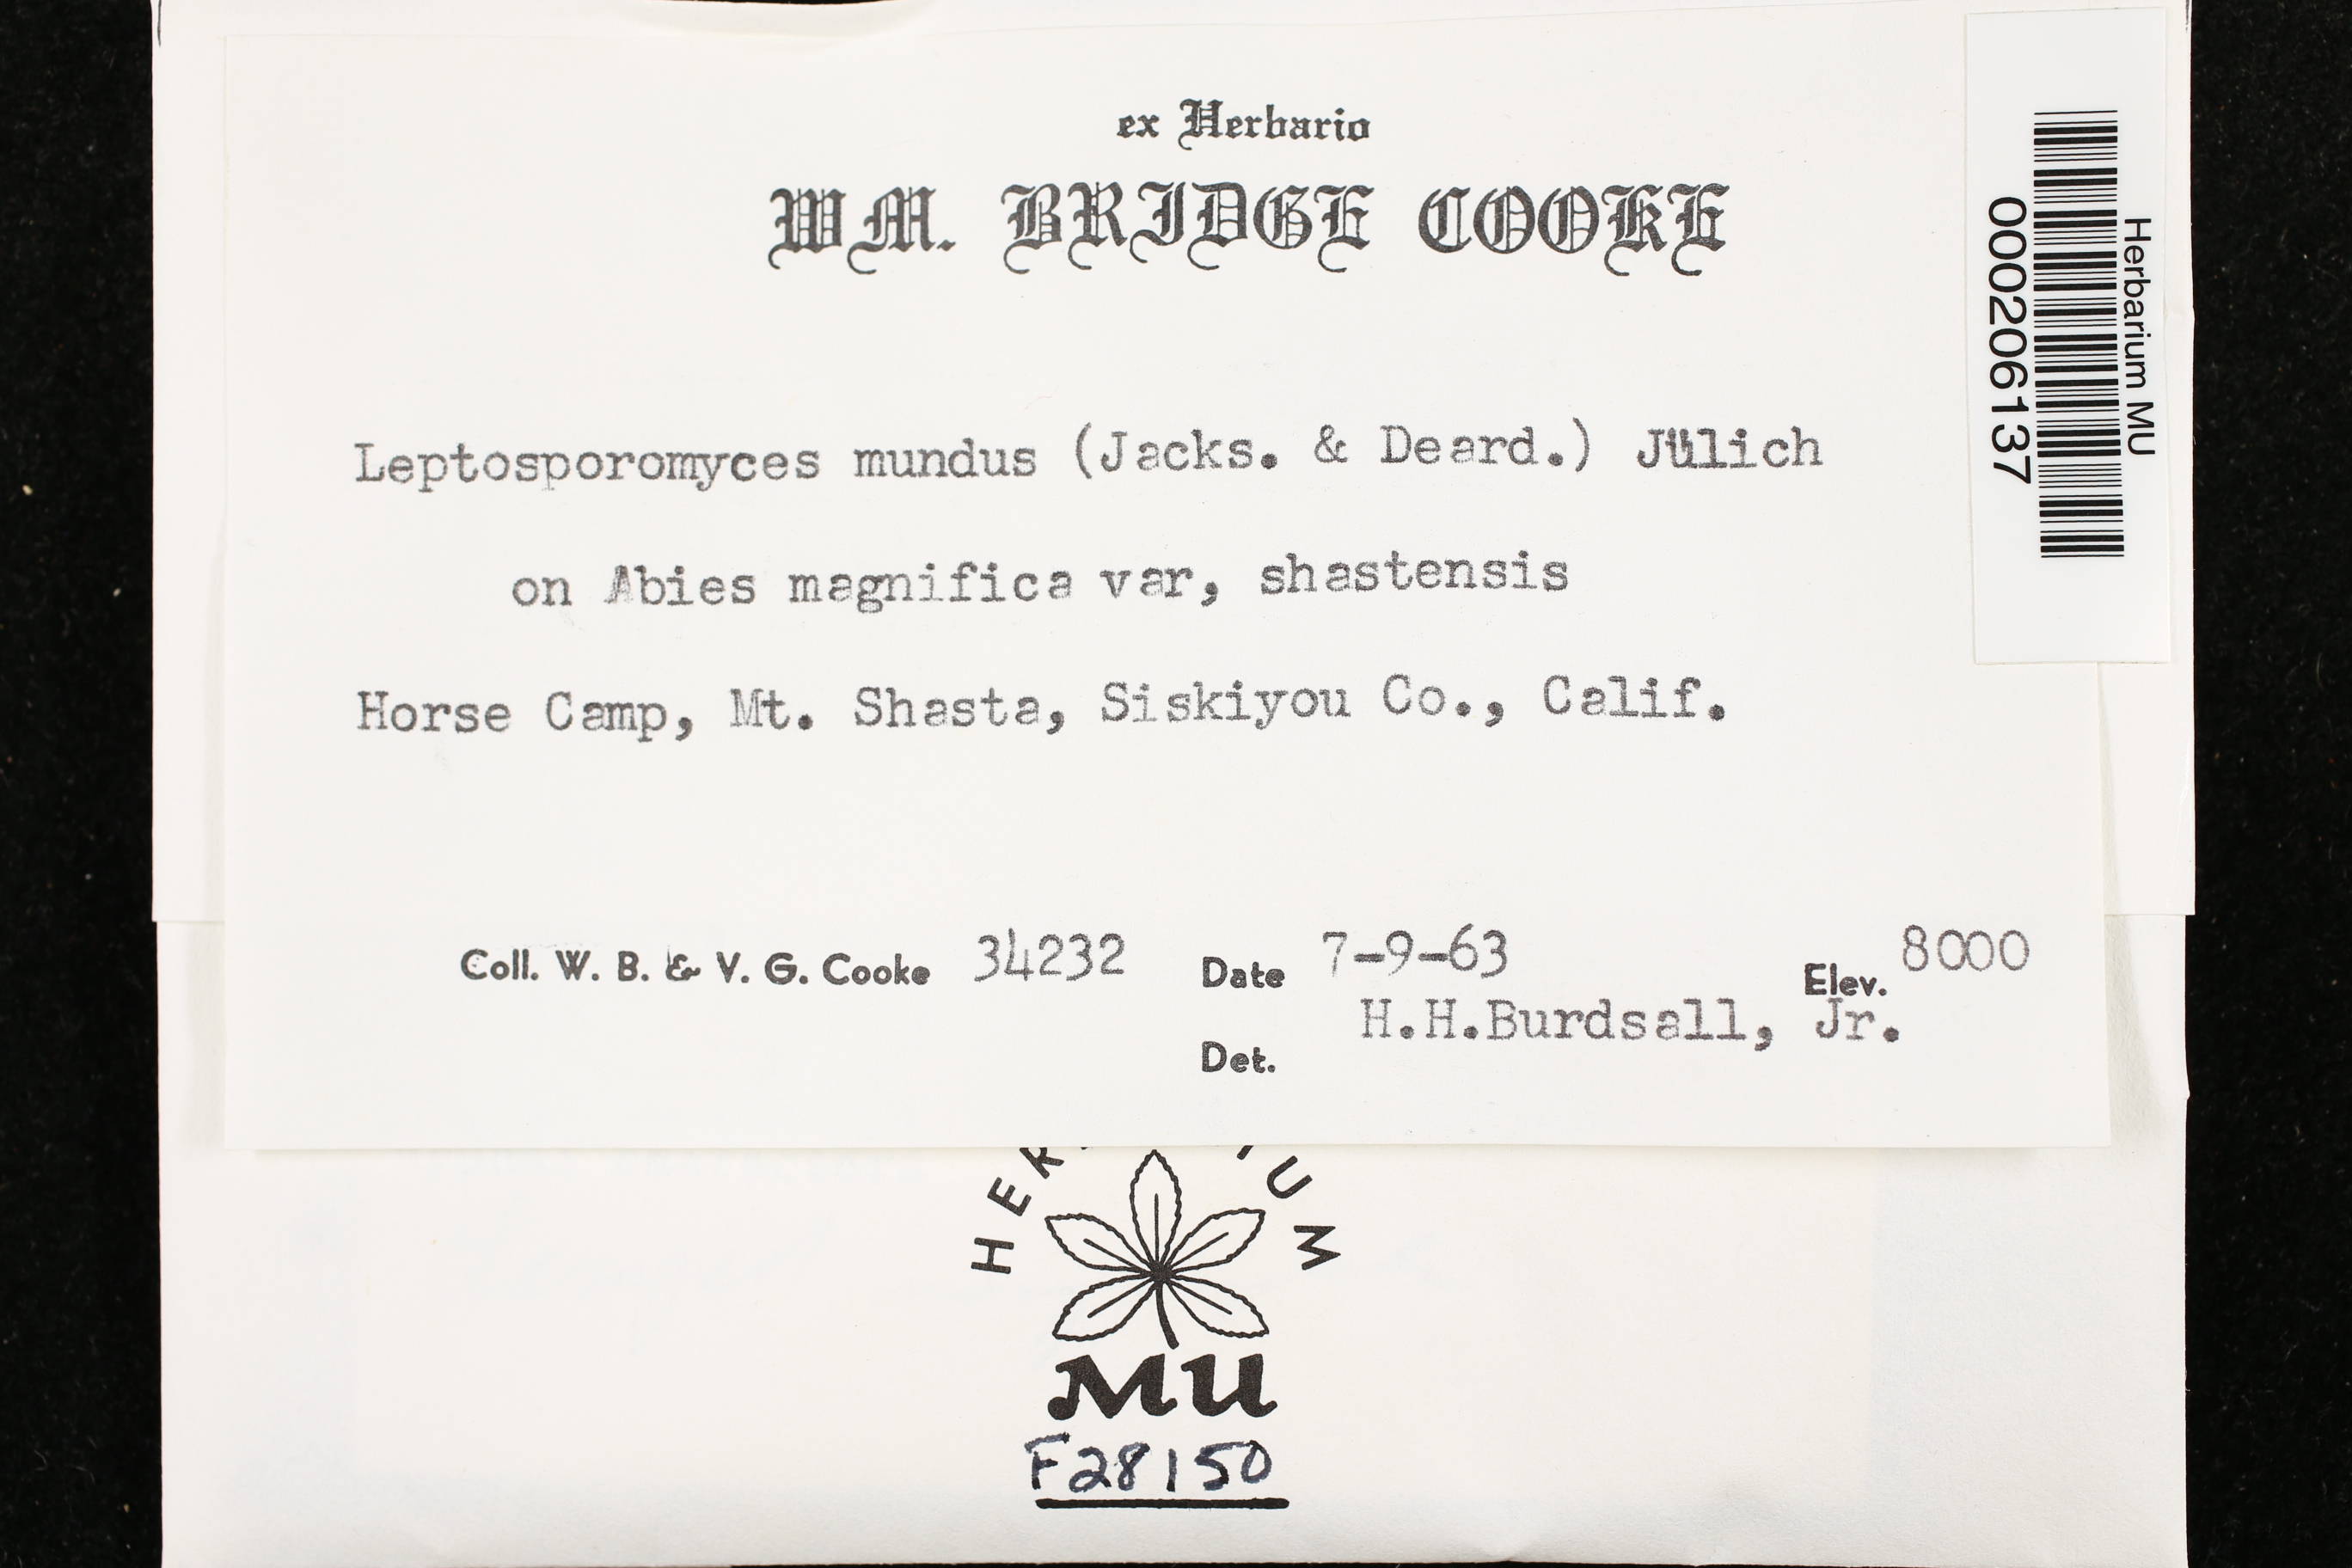 ex Herbario
WM. BRIDGE COOKE
Leptosporomyces mundus (Jacks. & Deard.) Jülich
on Abies magnifica var, shastensis
Horse Camp, Mt. Shasta, Siskiyou Co., Calif.
Coll. W. B. & V. G. Cooke 34232 Date 7-9-63 Elev. 8000
Det. H.H.Burdsall, Jr.
MU
F28150
Herbarium MU
000206137